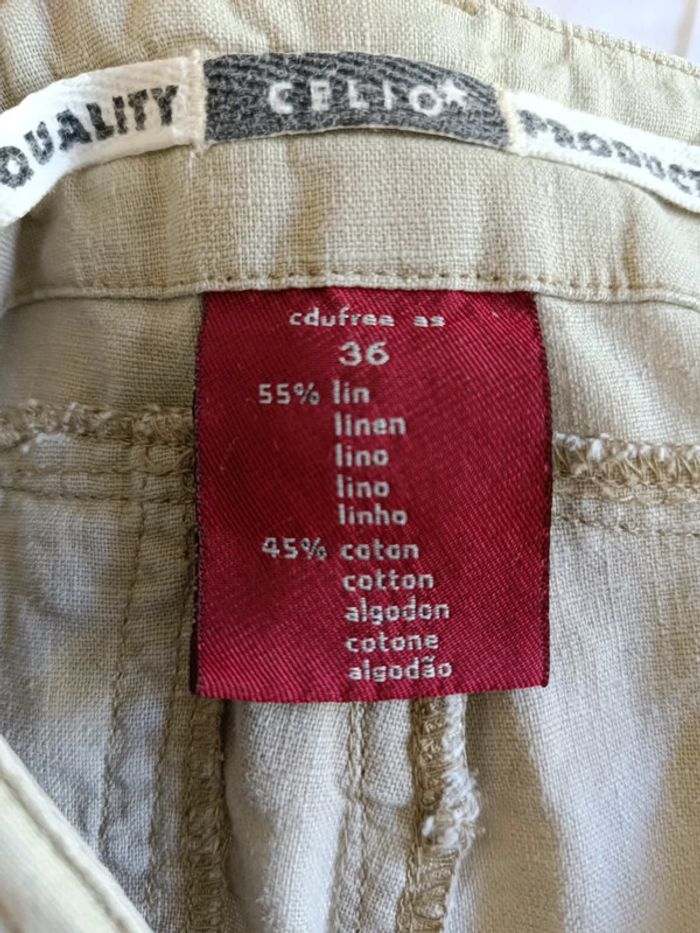 QUALITY CELIO* PRODUCT
cdufree as
36
55% lin
linen
lino
lino
linho
45% coton
cotton
algodon
cotone
algodão